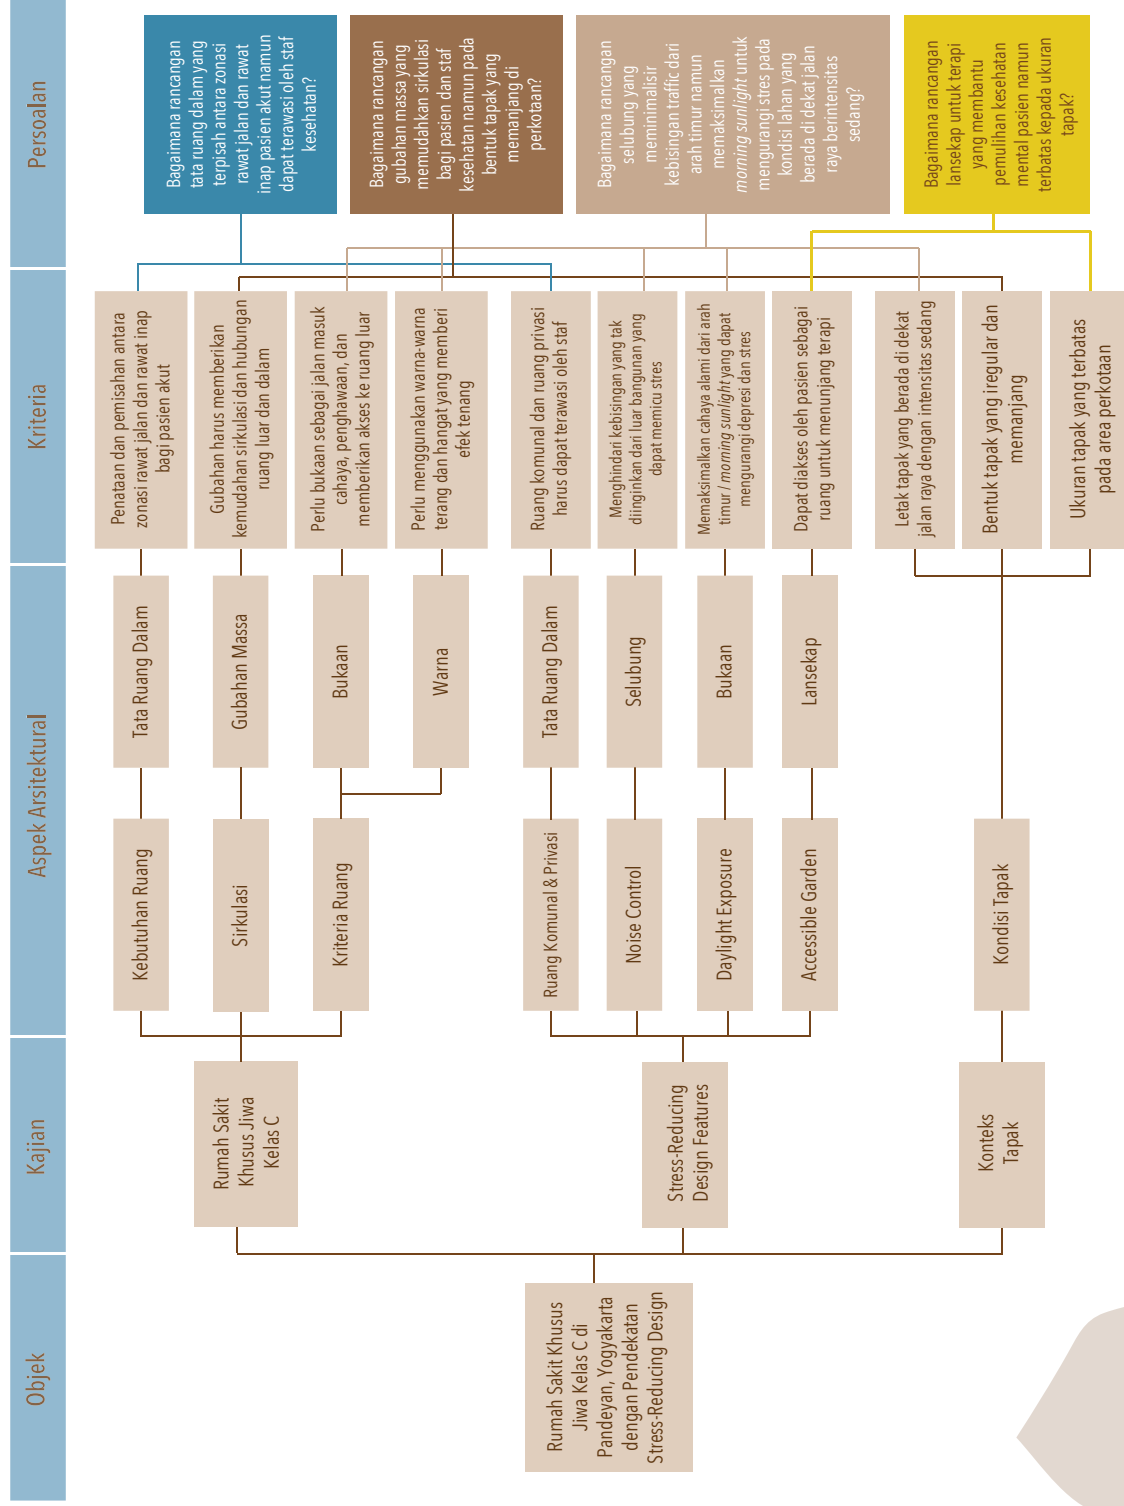 Objek
Kajian
Aspek Arsitektural
Kriteria
Persoalan
Rumah Sakit Khusus
Jiwa Kelas C di
Pandeyan, Yogyakarta
dengan Pendekatan
Stress-Reducing Design
Rumah Sakit
Khusus Jiwa
Kelas C
Stress-Reducing
Design Features
Konteks
Tapak
Kebutuhan Ruang
Sirkulasi
Kriteria Ruang
Ruang Komunal & Privasi
Noise Control
Daylight Exposure
Accessible Garden
Kondisi Tapak
Tata Ruang Dalam
Gubahan Massa
Bukaan
Warna
Tata Ruang Dalam
Selubung
Bukaan
Lansekap
Penataan dan pemisahan antara
zonasi rawat jalan dan rawat inap
bagi pasien akut
Gubahan harus memberikan
kemudahan sirkulasi dan hubungan
ruang luar dan dalam
Perlu bukaan sebagai jalan masuk
cahaya, penghawaan, dan
memberikan akses ke ruang luar
Perlu menggunakan warna-warna
terang dan hangat yang memberi
efek tenang
Ruang komunal dan ruang privasi
harus dapat terawasi oleh staf
Menghindari kebisingan yang tak
diinginkan dari luar bangunan yang
dapat memicu stres
Memaksimalkan cahaya alami dari arah
timur / morning sunlight yang dapat
mengurangi depresi dan stres
Dapat diakses oleh pasien sebagai
ruang untuk menunjang terapi
Letak tapak yang berada di dekat
jalan raya dengan intensitas sedang
Bentuk tapak yang iregular dan
memanjang
Ukuran tapak yang terbatas
pada area perkotaan
Bagaimana rancangan
tata ruang dalam yang
terpisah antara zonasi
rawat jalan dan rawat
inap pasien akut namun
dapat terawasi oleh staf
kesehatan?
Bagaimana rancangan
gubahan massa yang
memudahkan sirkulasi
bagi pasien dan staf
kesehatan namun pada
bentuk tapak yang
memanjang di
perkotaan?
Bagaimana rancangan
selubung yang
meminimalisir
kebisingan traffic dari
arah timur namun
memaksimalkan
morning sunlight untuk
mengurangi stres pada
kondisi lahan yang
berada di dekat jalan
raya berintensitas
sedang?
Bagaimana rancangan
lansekap untuk terapi
yang membantu
pemulihan kesehatan
mental pasien namun
terbatas kepada ukuran
tapak?